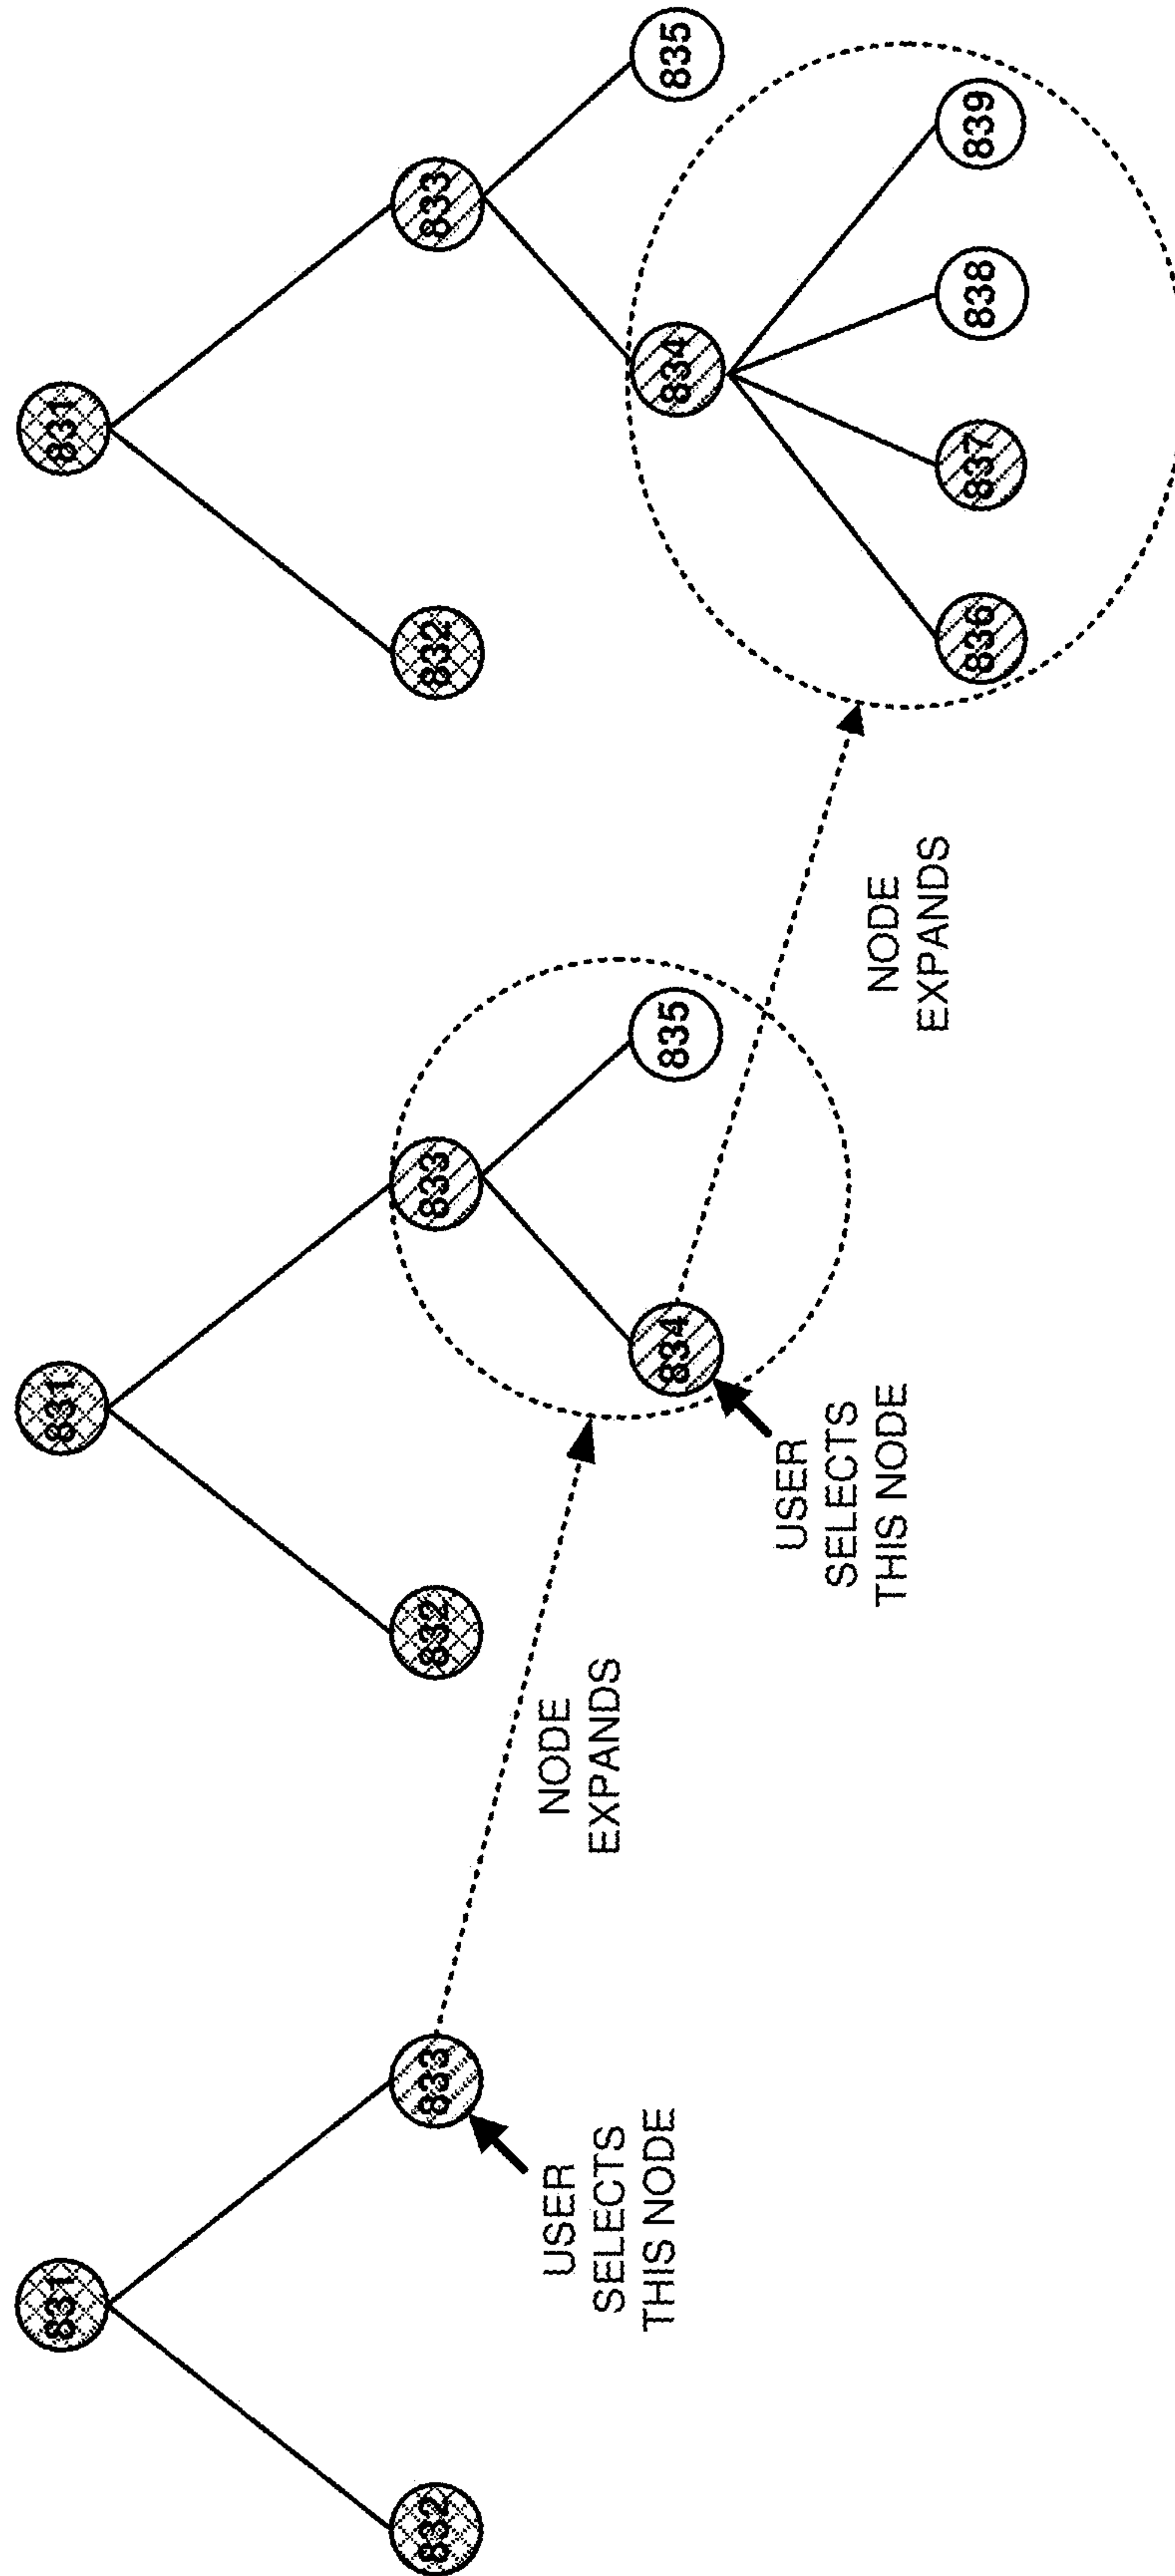 831
832
833
USER
SELECTS
THIS NODE
NODE
EXPANDS
831
832
833
834
835
USER
SELECTS
THIS NODE
NODE
EXPANDS
831
832
833
834
835
836
837
838
839